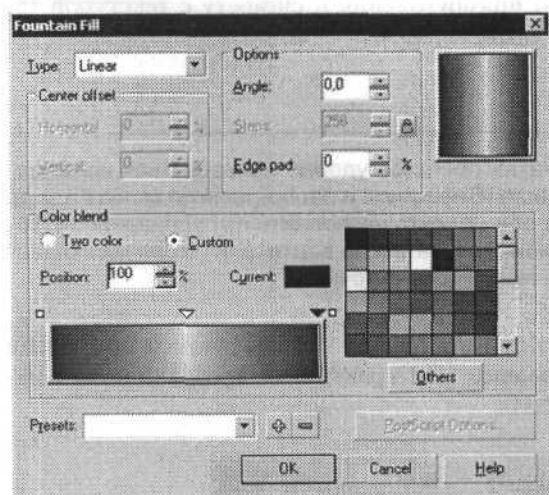 Fountain Fill
Type: Linear
Options
Angle: 0,0
Steps: 256
Edge pad: 0 %
Center offset
Horizontal: 0 %
Vertical: 0 %
Color blend
Two color Custom
Position: 100 % Current:
Others
Presets:
PostScript Options...
OK Cancel Help